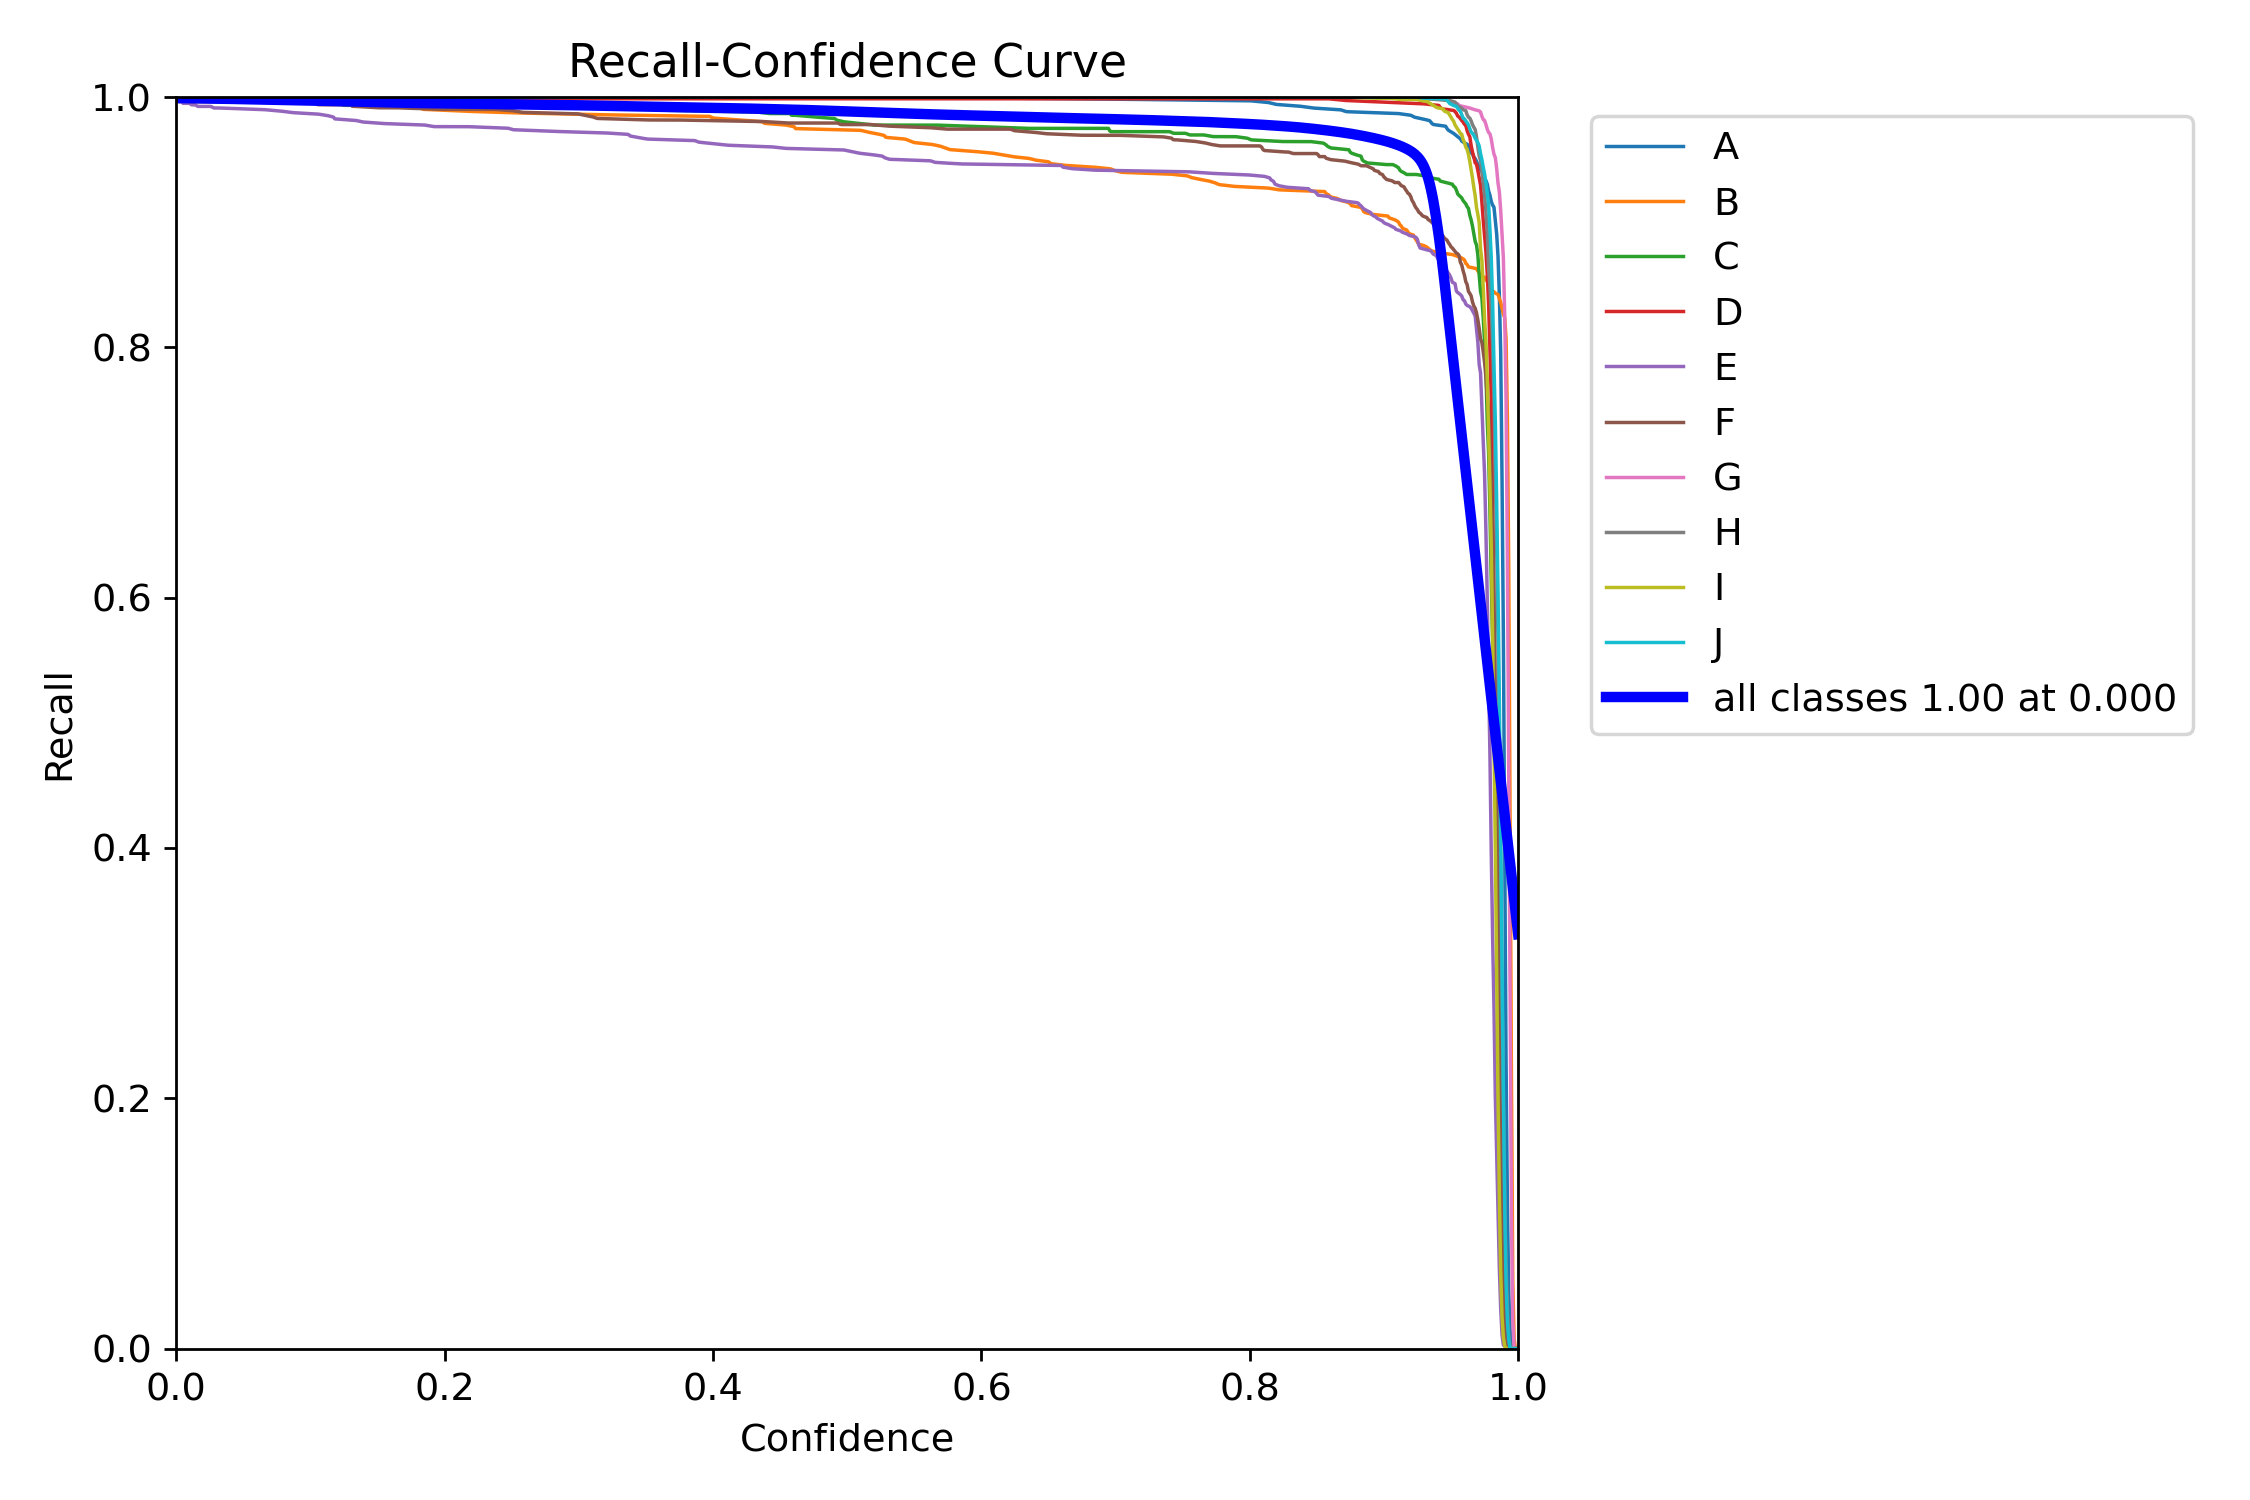 Recall-Confidence Curve
1.0
0.8
0.6
0.4
0.2
0.0
Recall
0.0 0.2 0.4 0.6 0.8 1.0
Confidence
A
B
C
D
E
F
G
H
I
J
all classes 1.00 at 0.000